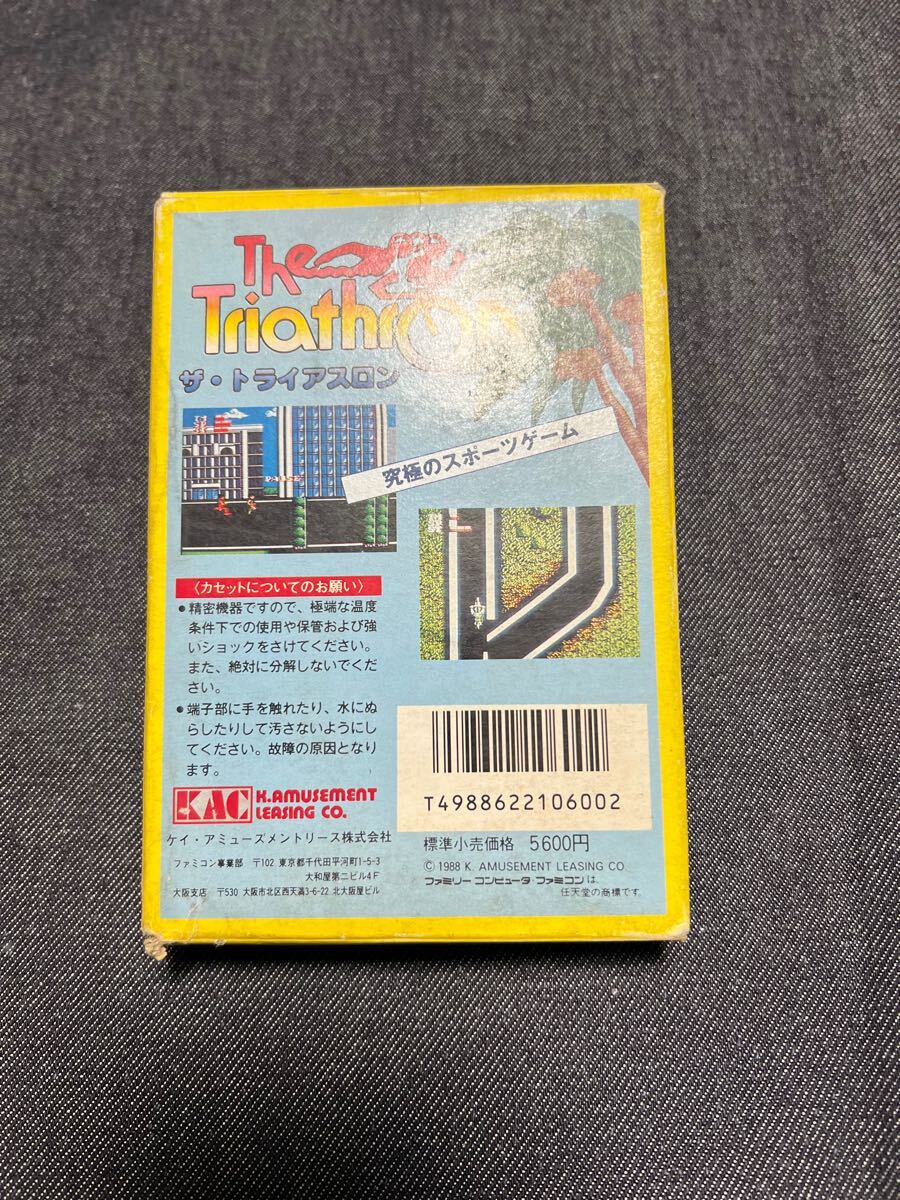 The
Triathron
ザ・トライアスロン
究極のスポーツゲーム
〈カセットについてのお願い〉
●精密機器ですので、極端な温度
条件下での使用や保管および強
いショックをさけてください。
また、絶対に分解しないでくだ
さい。
●端子部に手を触れたり、水にぬ
らしたりして汚さないようにし
てください。故障の原因となり
ます。
KAC K.AMUSEMENT
LEASING CO.
ケイ・アミューズメントリース株式会社
ファミコン事業部 〒102 東京都千代田平河町1-5-3
大和屋第二ビル4F
大阪支店 〒530 大阪市北区西天満3-6-22 北大阪屋ビル
T4988622106002
標準小売価格 5600円
©1988 K. AMUSEMENT LEASING CO
ファミリーコンピュータ・ファミコンは、
任天堂の商標です。